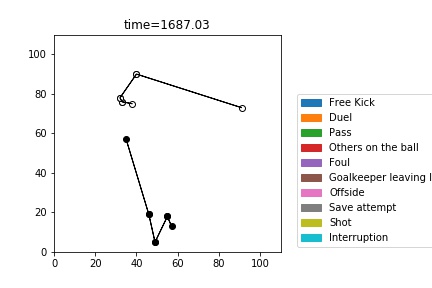 time=1687.03
100
80
60
40
20
0
0 20 40 60 80 100
Free Kick
Duel
Pass
Others on the ball
Foul
Goalkeeper leaving
Offside
Save attempt
Shot
Interruption